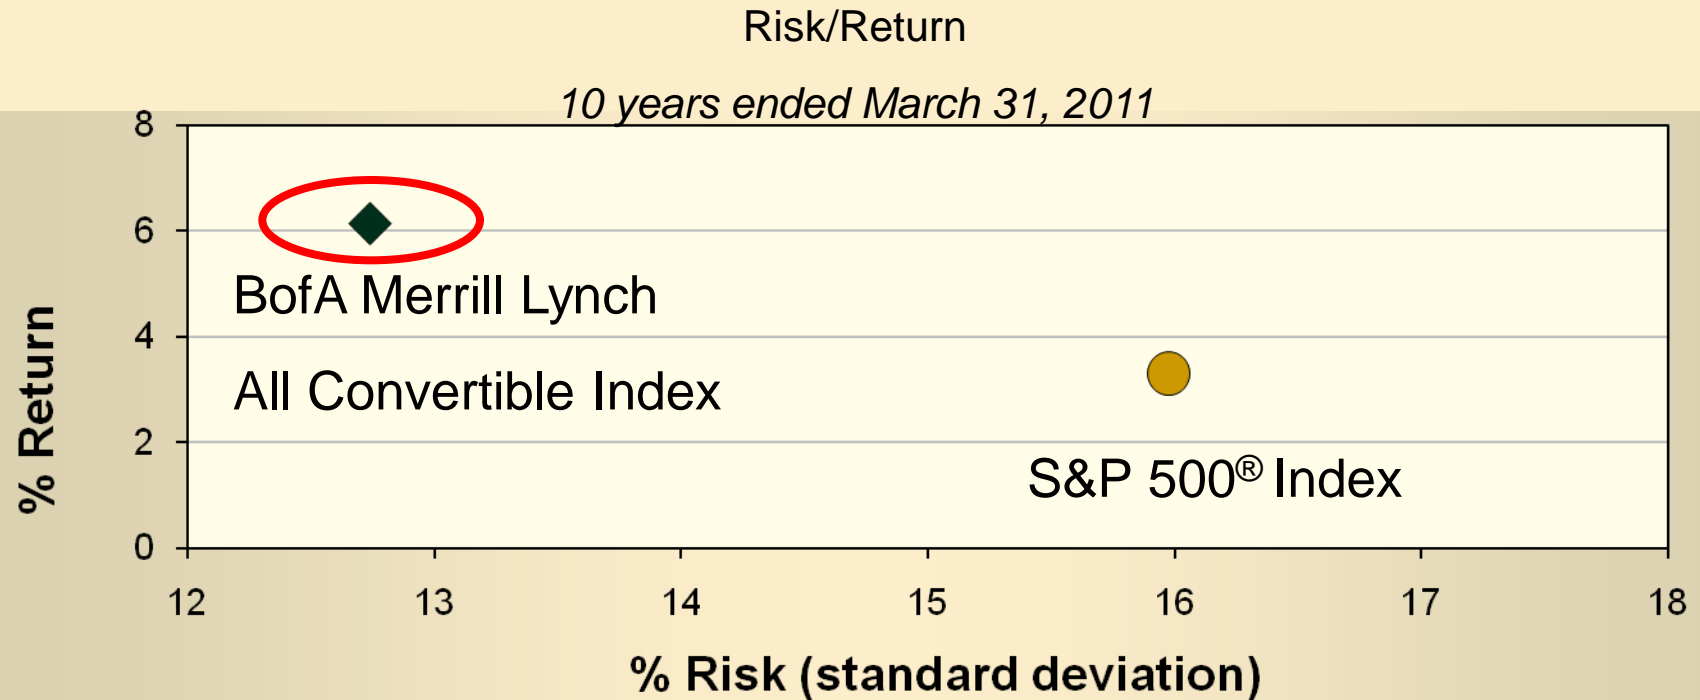 Risk/Return
10 years ended March 31, 2011
8
6
BofA Merrill Lynch
4
All Convertible Index
2
S&P 500® Index
0
12 13 14 15 16 17 18
% Return
% Risk (standard deviation)